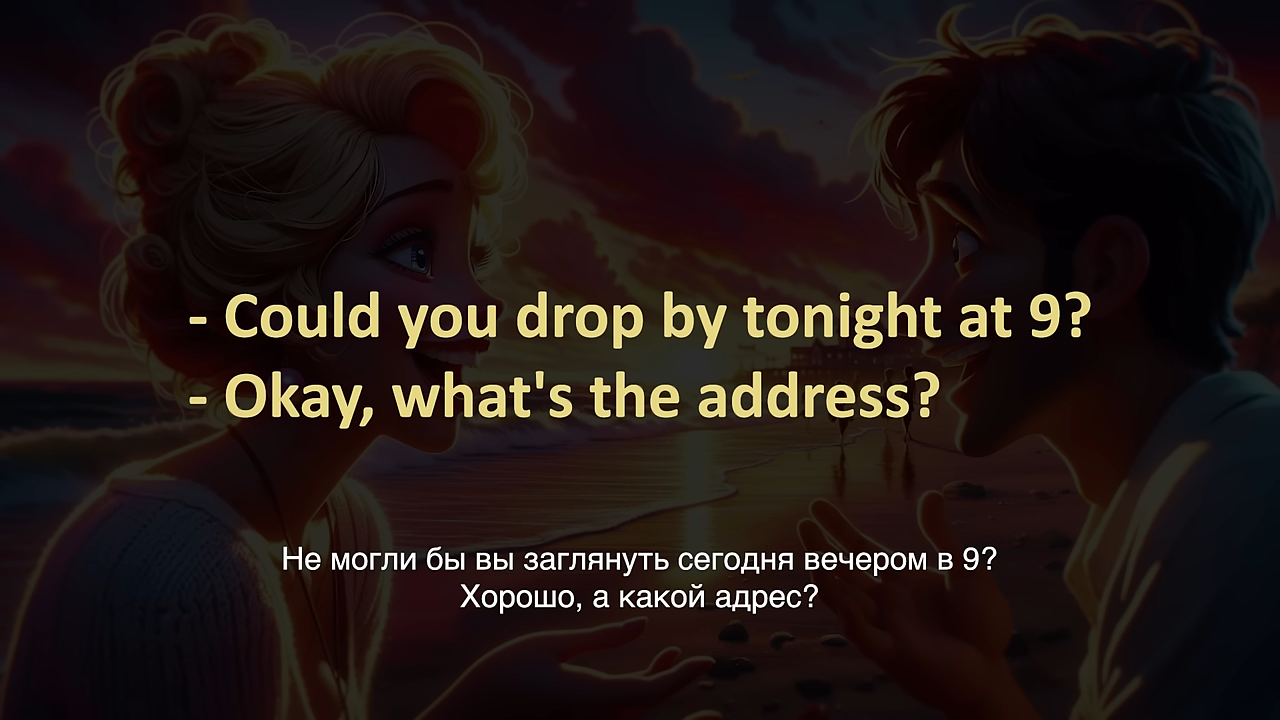 - Could you drop by tonight at 9?
- Okay, what's the address?
Не могли бы вы заглянуть сегодня вечером в 9?
Хорошо, а какой адрес?